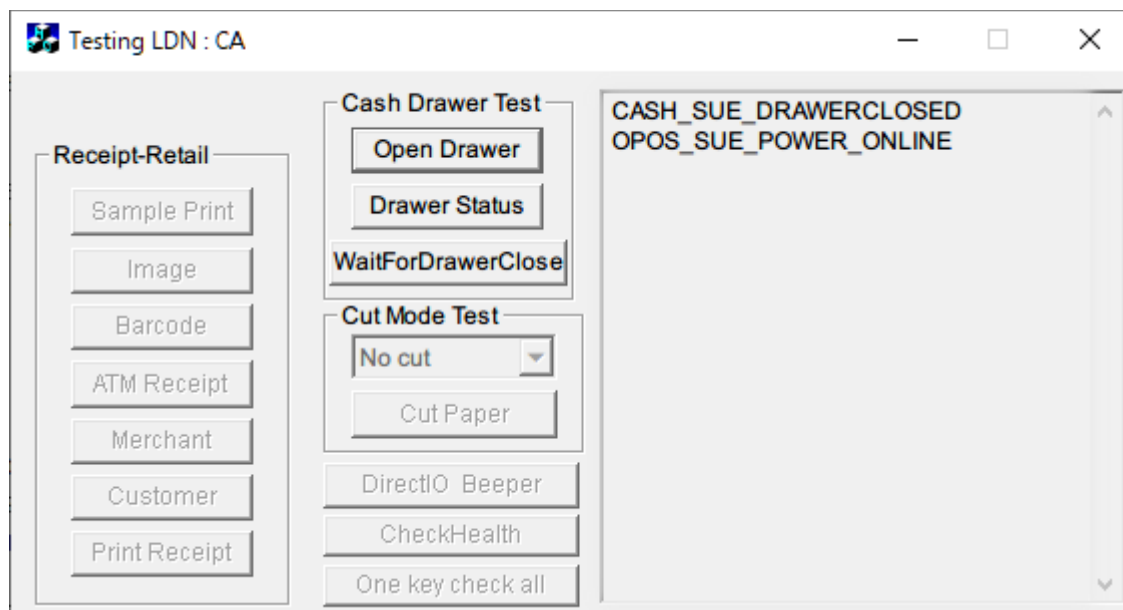 Testing LDN : CA
Receipt-Retail
Sample Print
Image
Barcode
ATM Receipt
Merchant
Customer
Print Receipt
Cash Drawer Test
Open Drawer
Drawer Status
WaitForDrawerClose
Cut Mode Test
No cut
Cut Paper
DirectIO Beeper
CheckHealth
One key check all
CASH_SUE_DRAWERCLOSED
OPOS_SUE_POWER_ONLINE